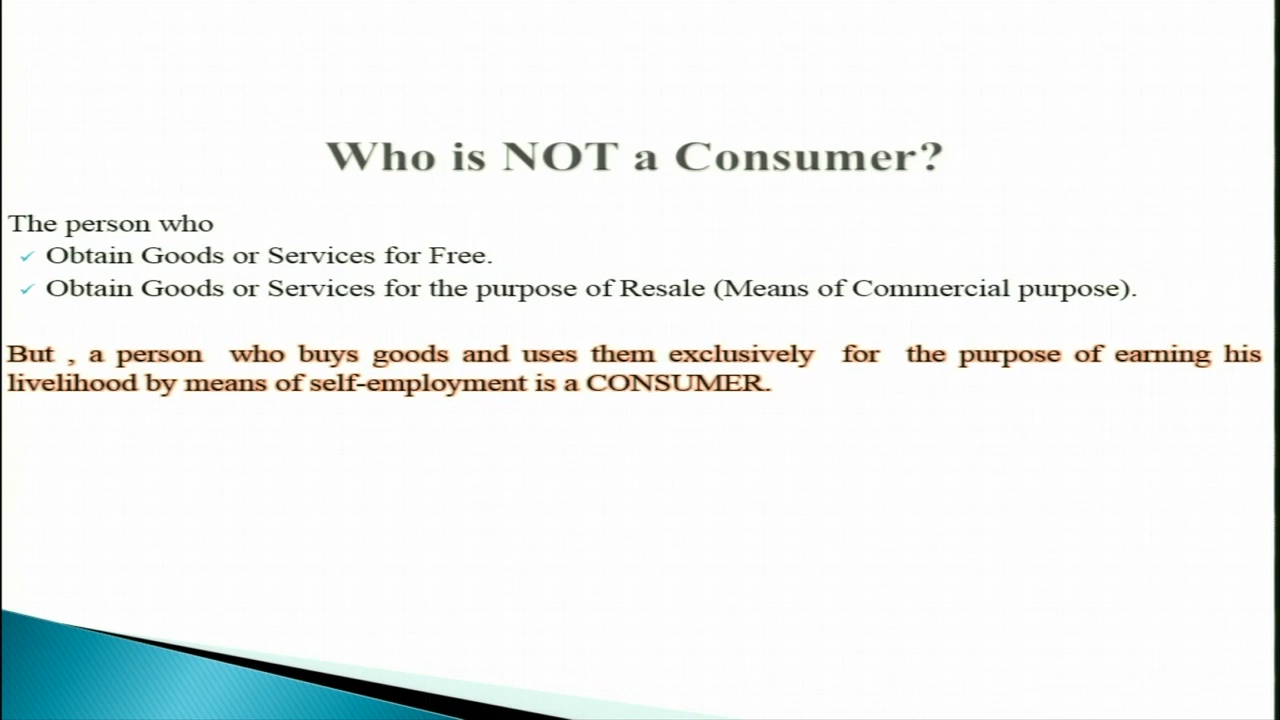 Who is NOT a Consumer?
The person who
✓ Obtain Goods or Services for Free.
✓ Obtain Goods or Services for the purpose of Resale (Means of Commercial purpose).
But , a person who buys goods and uses them exclusively for the purpose of earning his
livelihood by means of self-employment is a CONSUMER.